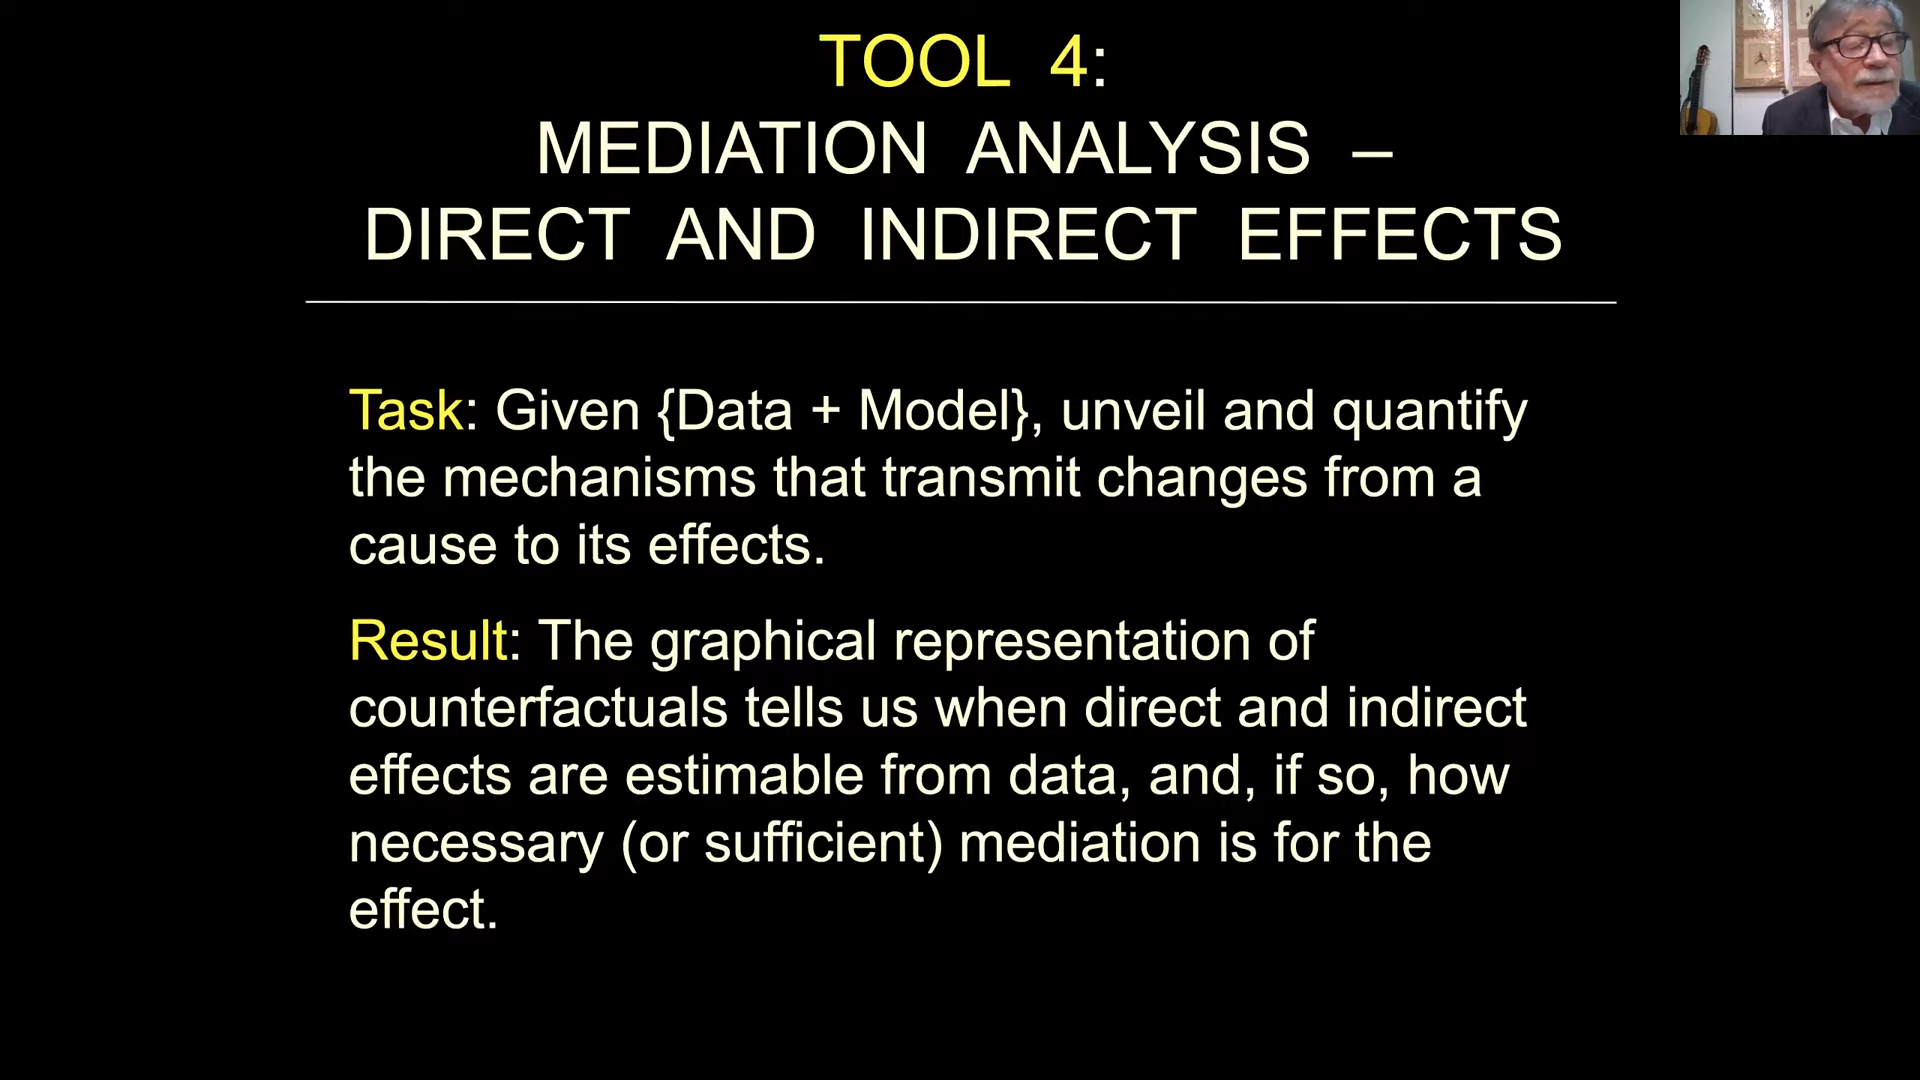 TOOL 4:
MEDIATION ANALYSIS –
DIRECT AND INDIRECT EFFECTS
Task: Given {Data + Model}, unveil and quantify
the mechanisms that transmit changes from a
cause to its effects.
Result: The graphical representation of
counterfactuals tells us when direct and indirect
effects are estimable from data, and, if so, how
necessary (or sufficient) mediation is for the
effect.